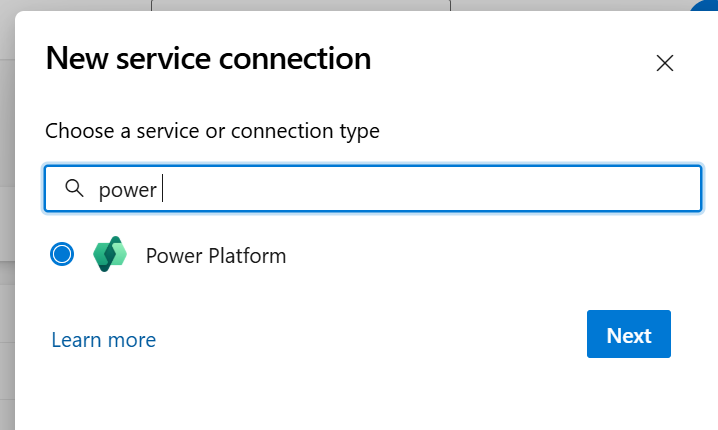 New service connection
Choose a service or connection type
power
Power Platform
Learn more
Next